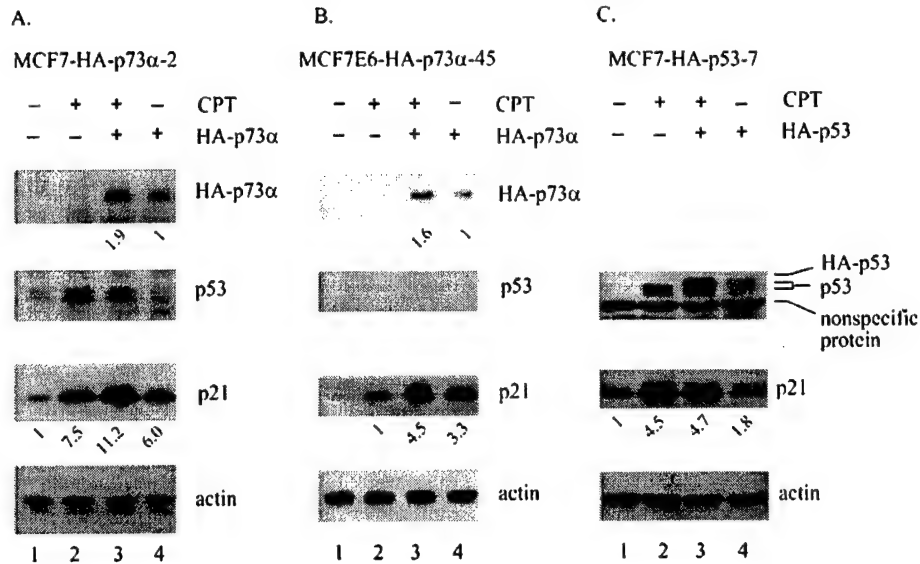 A.
B.
C.
MCF7-HA-p73α-2
MCF7E6-HA-p73α-45
MCF7-HA-p53-7
– + + – CPT
– + + – CPT
– + + – CPT
– – + + HA-p73α
– – + + HA-p73α
– – + + HA-p53
HA-p73α
HA-p73α
1.9 1
1.6 1
p53
p53
HA-p53
p53
nonspecific
protein
p21
p21
p21
1 7.5 11.2 6.0
1 4.5 3.3
1 4.5 4.7 1.8
actin
actin
actin
1 2 3 4
1 2 3 4
1 2 3 4